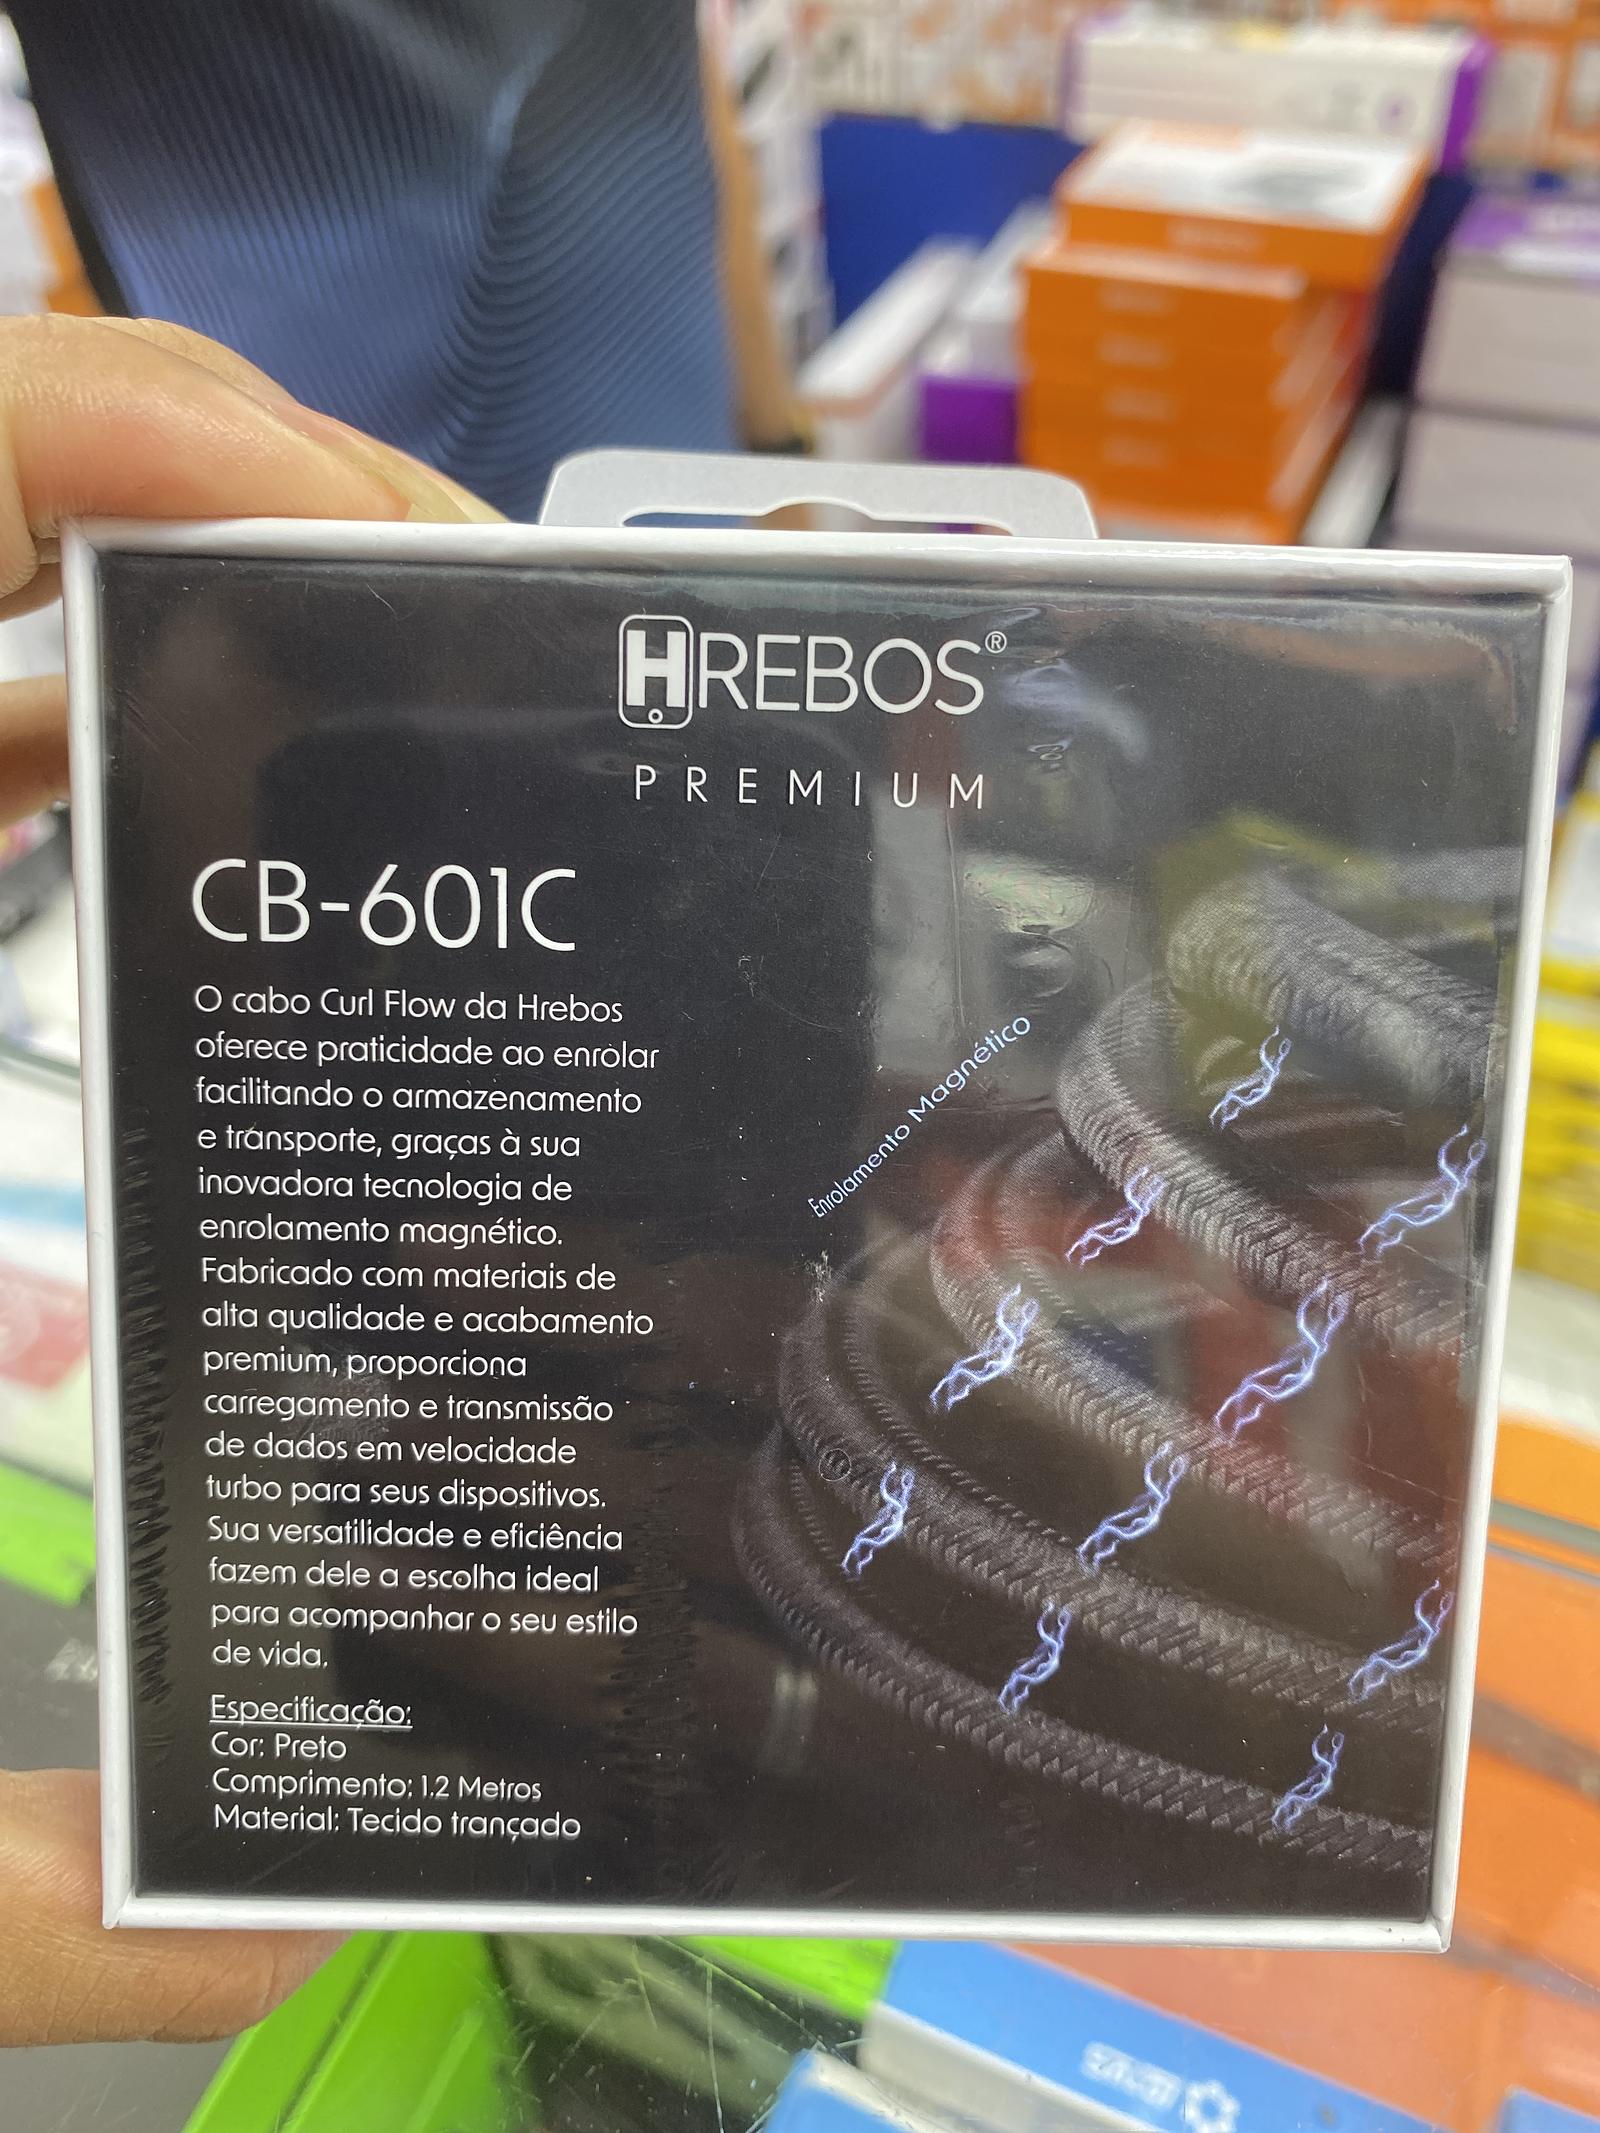 HREBOS®
PREMIUM
CB-601C
O cabo Curl Flow da Hrebos
oferece praticidade ao enrolar
facilitando o armazenamento
e transporte, graças à sua
inovadora tecnologia de
enrolamento magnético.
Fabricado com materiais de
alta qualidade e acabamento
premium, proporciona
carregamento e transmissão
de dados em velocidade
turbo para seus dispositivos.
Sua versatilidade e eficiência
fazem dele a escolha ideal
para acompanhar o seu estilo
de vida.
Especificação:
Cor: Preto
Comprimento: 1.2 Metros
Material: Tecido trançado
Enrolamento Magnético